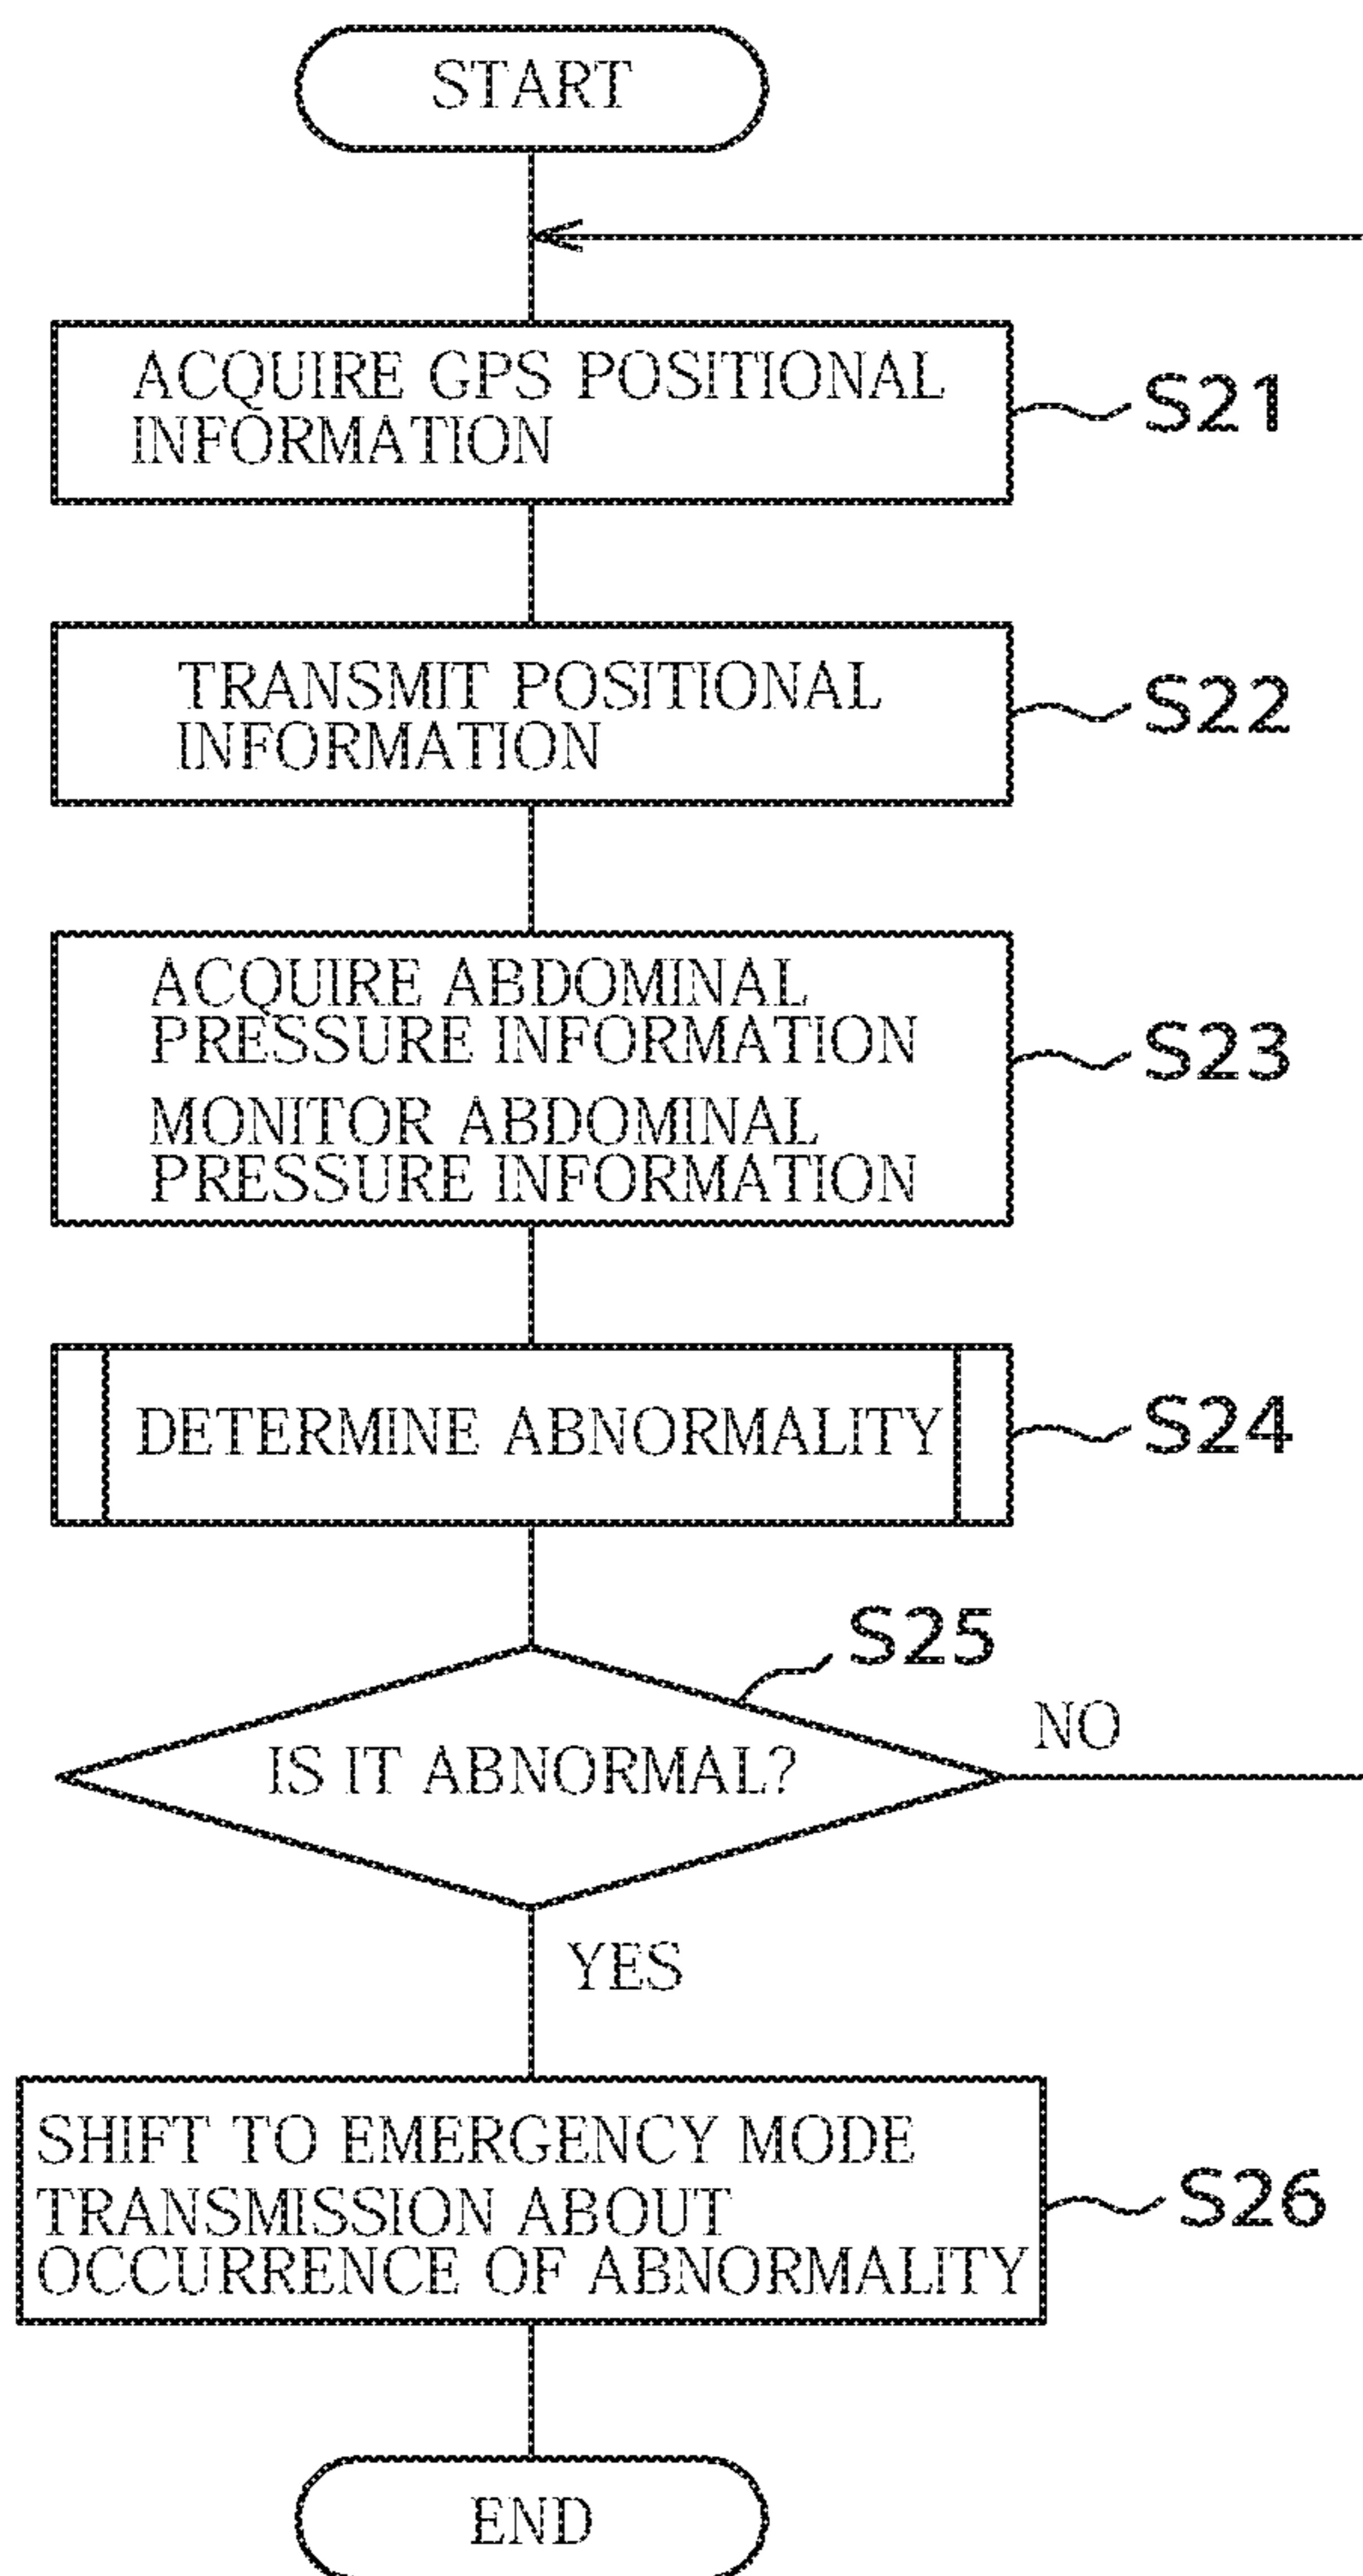 START
ACQUIRE GPS POSITIONAL
INFORMATION
S21
TRANSMIT POSITIONAL
INFORMATION
S22
ACQUIRE ABDOMINAL
PRESSURE INFORMATION
MONITOR ABDOMINAL
PRESSURE INFORMATION
S23
DETERMINE ABNORMALITY
S24
S25
IS IT ABNORMAL?
NO
YES
SHIFT TO EMERGENCY MODE
TRANSMISSION ABOUT
OCCURRENCE OF ABNORMALITY
S26
END